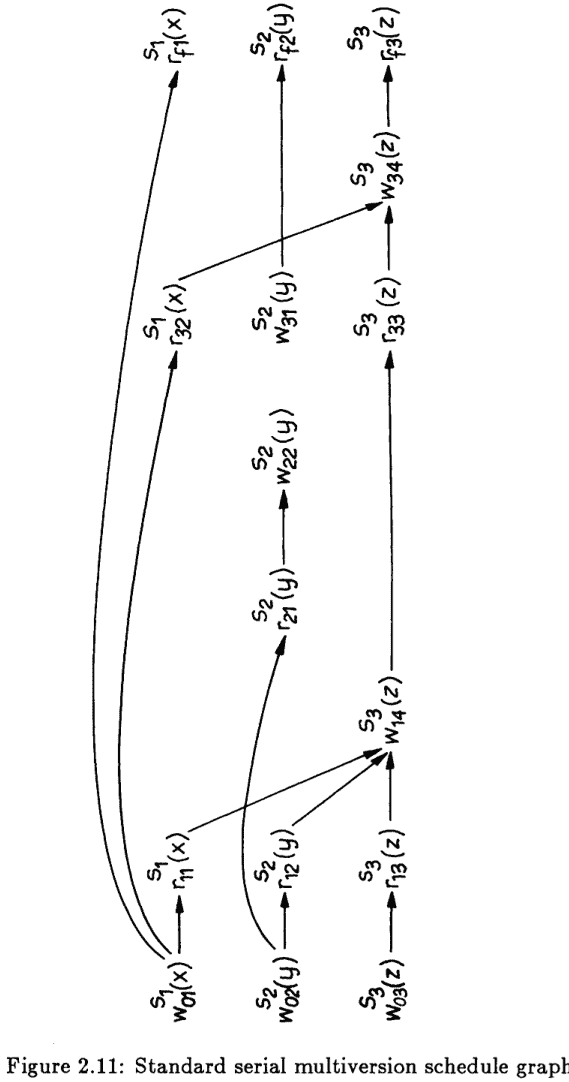 S1
w01(x)
S1
r11(x)
S1
r32(x)
S1
rf1(x)
S2
w02(y)
S2
r12(y)
S2
r21(y)
S2
w22(y)
S2
w31(y)
S2
rf2(y)
S3
w03(z)
S3
r13(z)
S3
w14(z)
S3
r33(z)
S3
w34(z)
S3
rf3(z)
Figure 2.11: Standard serial multiversion schedule graph